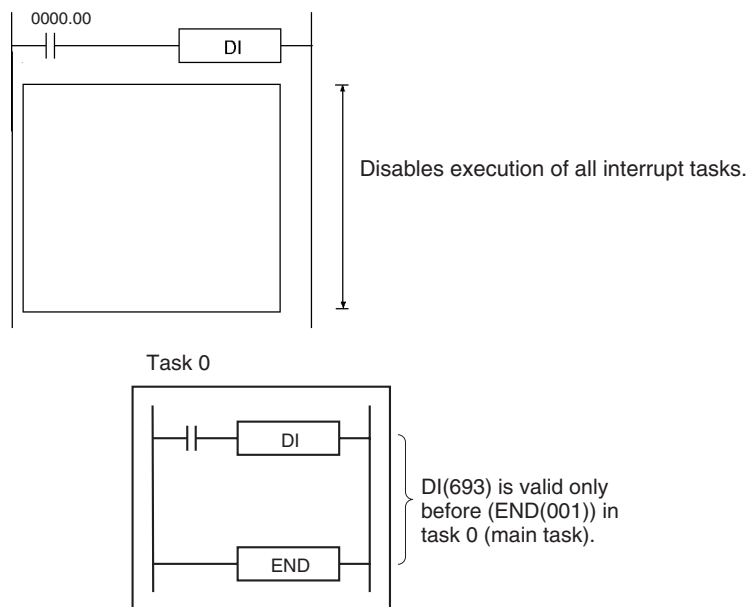 0000.00
DI
Disables execution of all interrupt tasks.
Task 0
DI
DI(693) is valid only
before (END(001)) in
task 0 (main task).
END